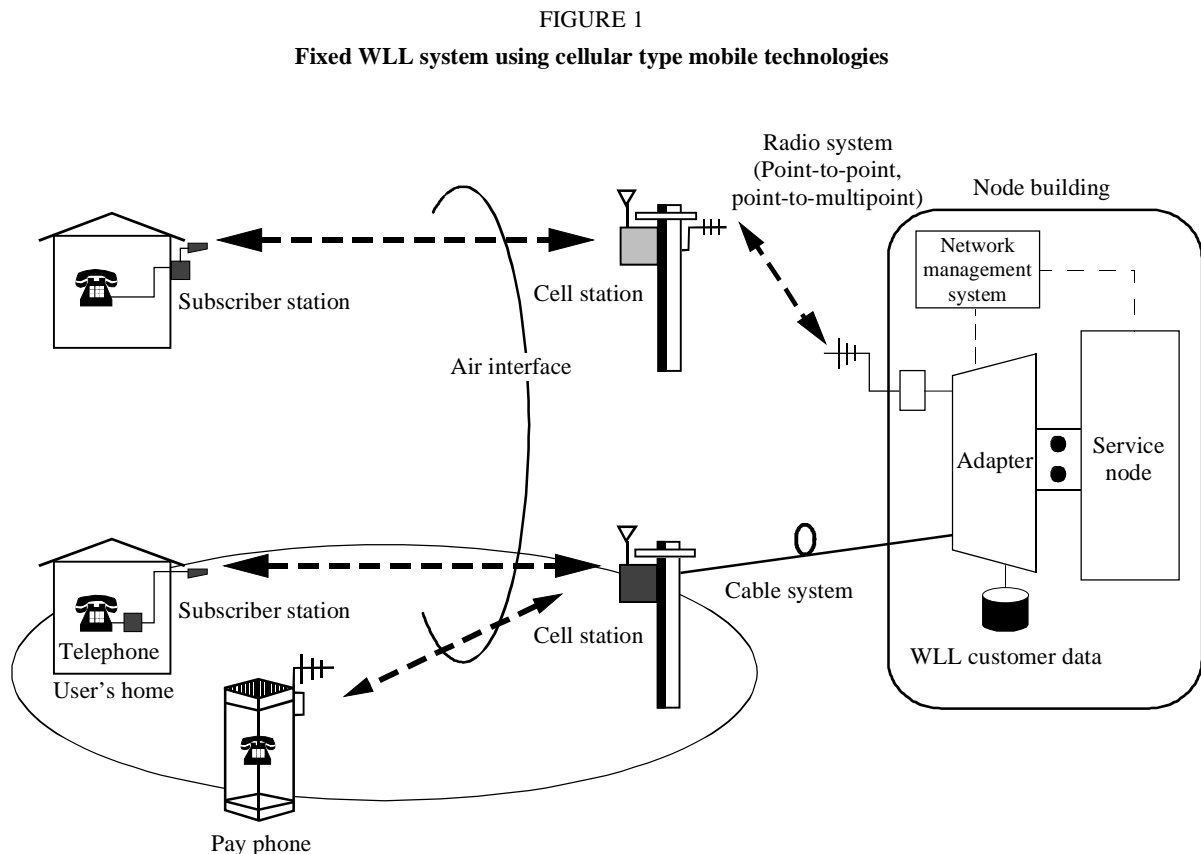 FIGURE 1
Fixed WLL system using cellular type mobile technologies
Radio system
(Point-to-point,
point-to-multipoint)
Node building
Network
management
system
Subscriber station
Cell station
Air interface
Adapter
Service
node
Subscriber station
Cell station
Cable system
Telephone
User's home
WLL customer data
Pay phone